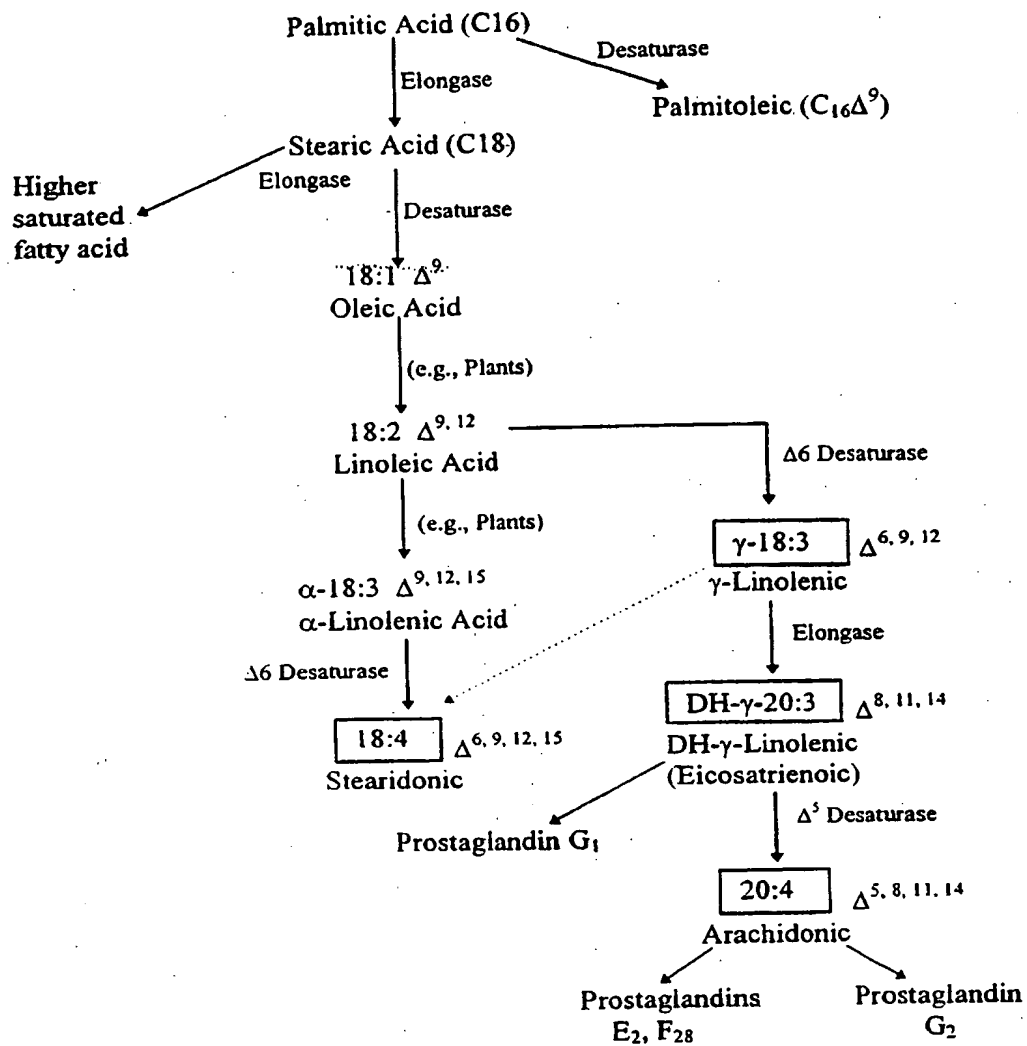 Palmitic Acid (C16)
Desaturase
Elongase
Palmitoleic (C₁₆Δ⁹)
Stearic Acid (C18)
Elongase
Higher
saturated
fatty acid
Desaturase
18:1 Δ⁹
Oleic Acid
(e.g., Plants)
18:2 Δ⁹, ¹²
Linoleic Acid
Δ6 Desaturase
(e.g., Plants)
γ-18:3 Δ⁶, ⁹, ¹²
γ-Linolenic
α-18:3 Δ⁹, ¹², ¹⁵
α-Linolenic Acid
Elongase
Δ6 Desaturase
DH-γ-20:3 Δ⁸, ¹¹, ¹⁴
DH-γ-Linolenic
(Eicosatrienoic)
18:4 Δ⁶, ⁹, ¹², ¹⁵
Stearidonic
Δ⁵ Desaturase
Prostaglandin G₁
20:4 Δ⁵, ⁸, ¹¹, ¹⁴
Arachidonic
Prostaglandins
E₂, F₂₈
Prostaglandin
G₂